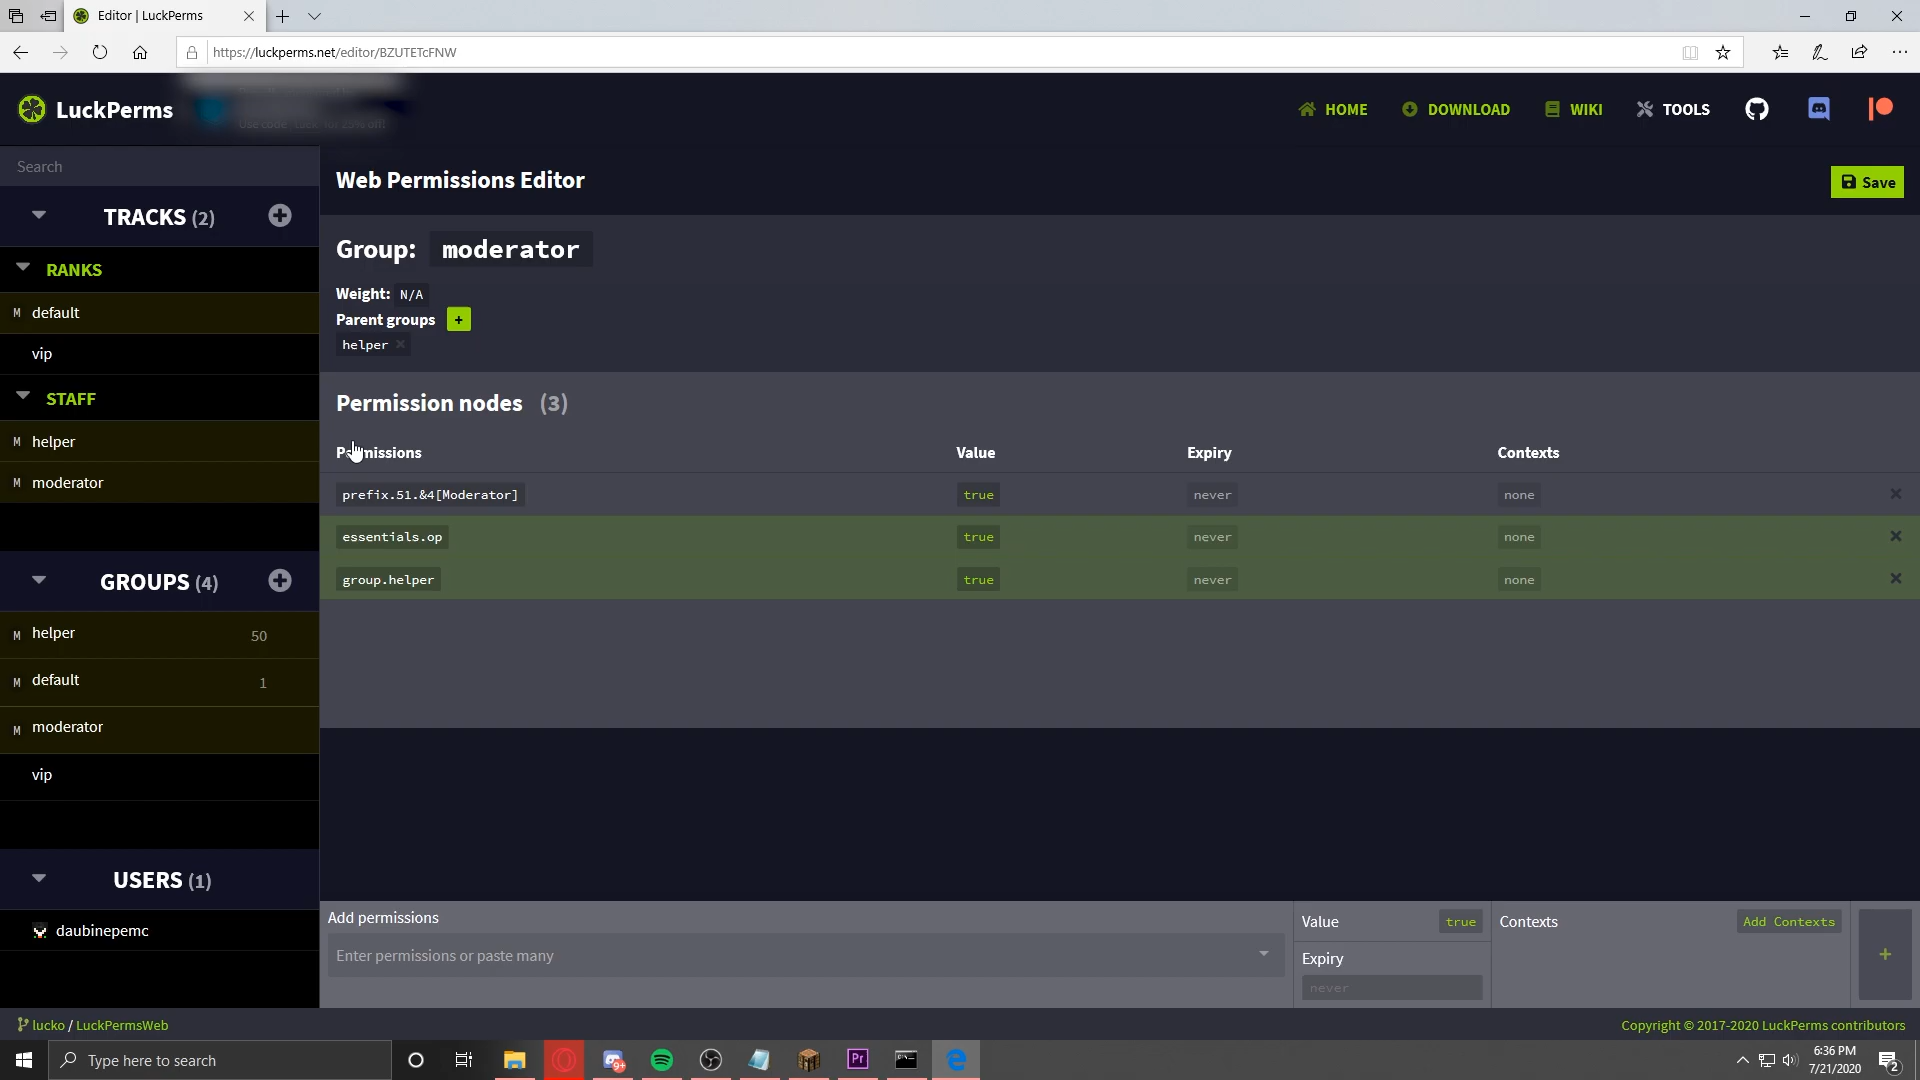 Editor | LuckPerms
https://luckperms.net/editor/BZUTETcFNW
LuckPerms
HOME
DOWNLOAD
WIKI
TOOLS
Search
TRACKS (2)
RANKS
M default
vip
STAFF
M helper
M moderator
GROUPS (4)
M helper 50
M default 1
M moderator
vip
USERS (1)
daubinepemc
Web Permissions Editor
Save
Group: moderator
Weight: N/A
Parent groups +
helper ×
Permission nodes (3)
Permissions Value Expiry Contexts
prefix.51.&4[Moderator] true never none ×
essentials.op true never none ×
group.helper true never none ×
Add permissions
Enter permissions or paste many
Value true
Expiry
never
Contexts Add Contexts
+
lucko / LuckPermsWeb
Copyright © 2017-2020 LuckPerms contributors
Type here to search
9+
Pr
6:36 PM
7/21/2020
2